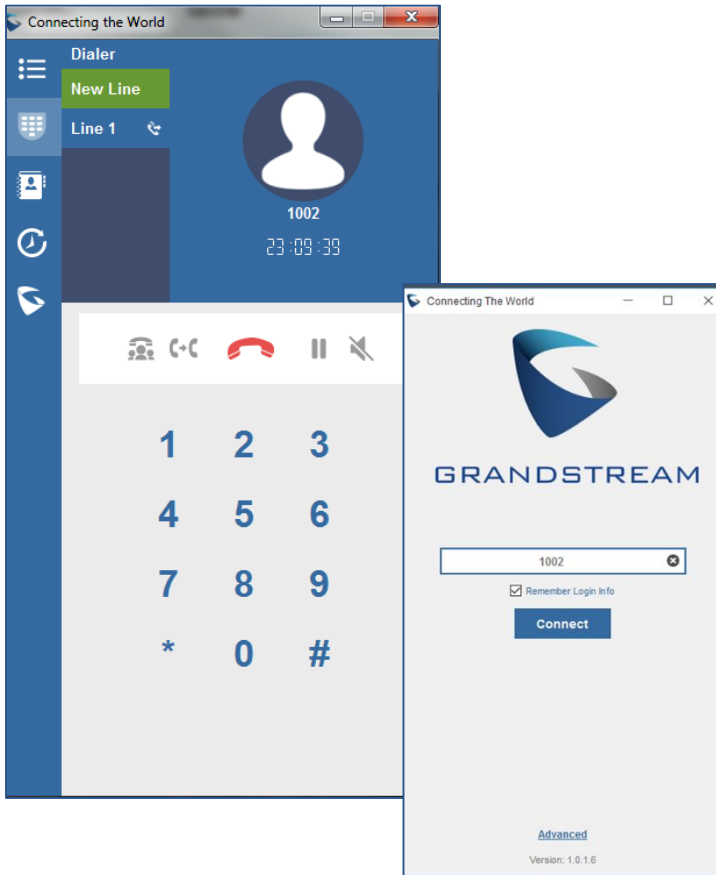 Connecting the World
Dialer
New Line
Line 1
1002
23:09:39
1 2 3
4 5 6
7 8 9
* 0 #
Connecting The World
GRANDSTREAM
1002
Remember Login Info
Connect
Advanced
Version: 1.0.1.6